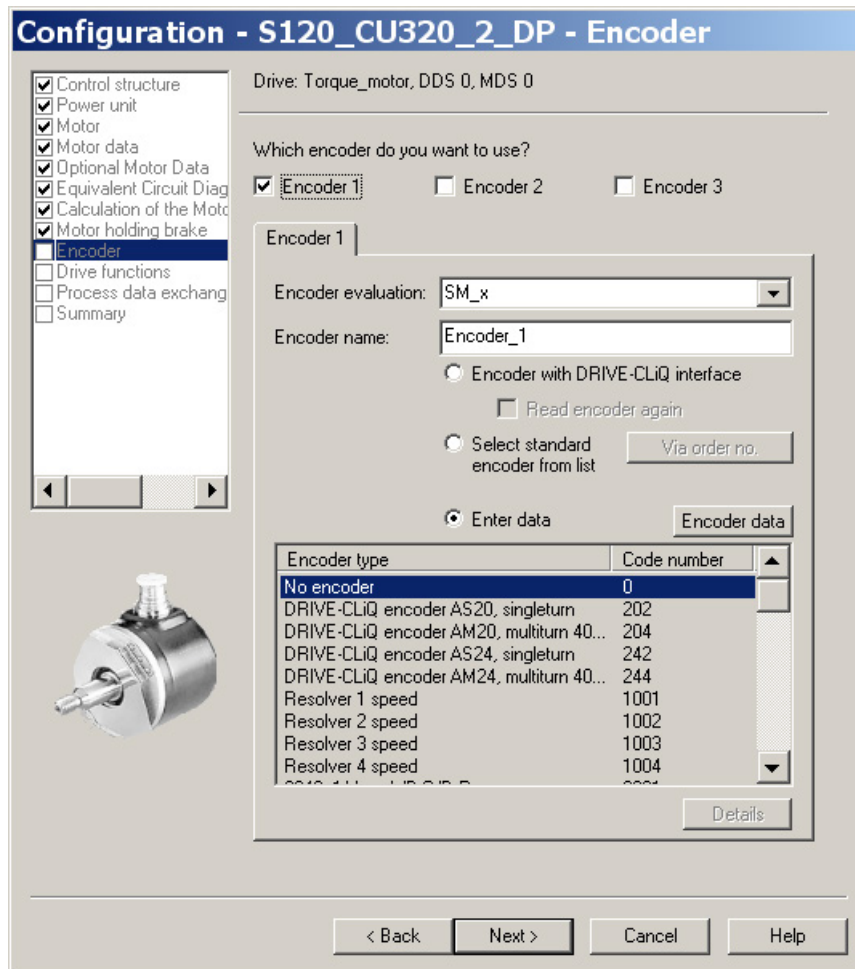 Configuration - S120_CU320_2_DP - Encoder
Control structure
Power unit
Motor
Motor data
Optional Motor Data
Equivalent Circuit Diag
Calculation of the Moto
Motor holding brake
Encoder
Drive functions
Process data exchang
Summary
Drive: Torque_motor, DDS 0, MDS 0
Which encoder do you want to use?
Encoder 1 Encoder 2 Encoder 3
Encoder 1
Encoder evaluation: SM_x
Encoder name: Encoder_1
Encoder with DRIVE-CLiQ interface
Read encoder again
Select standard
encoder from list
Via order no.
Enter data Encoder data
Encoder type Code number
No encoder 0
DRIVE-CLiQ encoder AS20, singleturn 202
DRIVE-CLiQ encoder AM20, multiturn 40... 204
DRIVE-CLiQ encoder AS24, singleturn 242
DRIVE-CLiQ encoder AM24, multiturn 40... 244
Resolver 1 speed 1001
Resolver 2 speed 1002
Resolver 3 speed 1003
Resolver 4 speed 1004
Details
< Back Next > Cancel Help